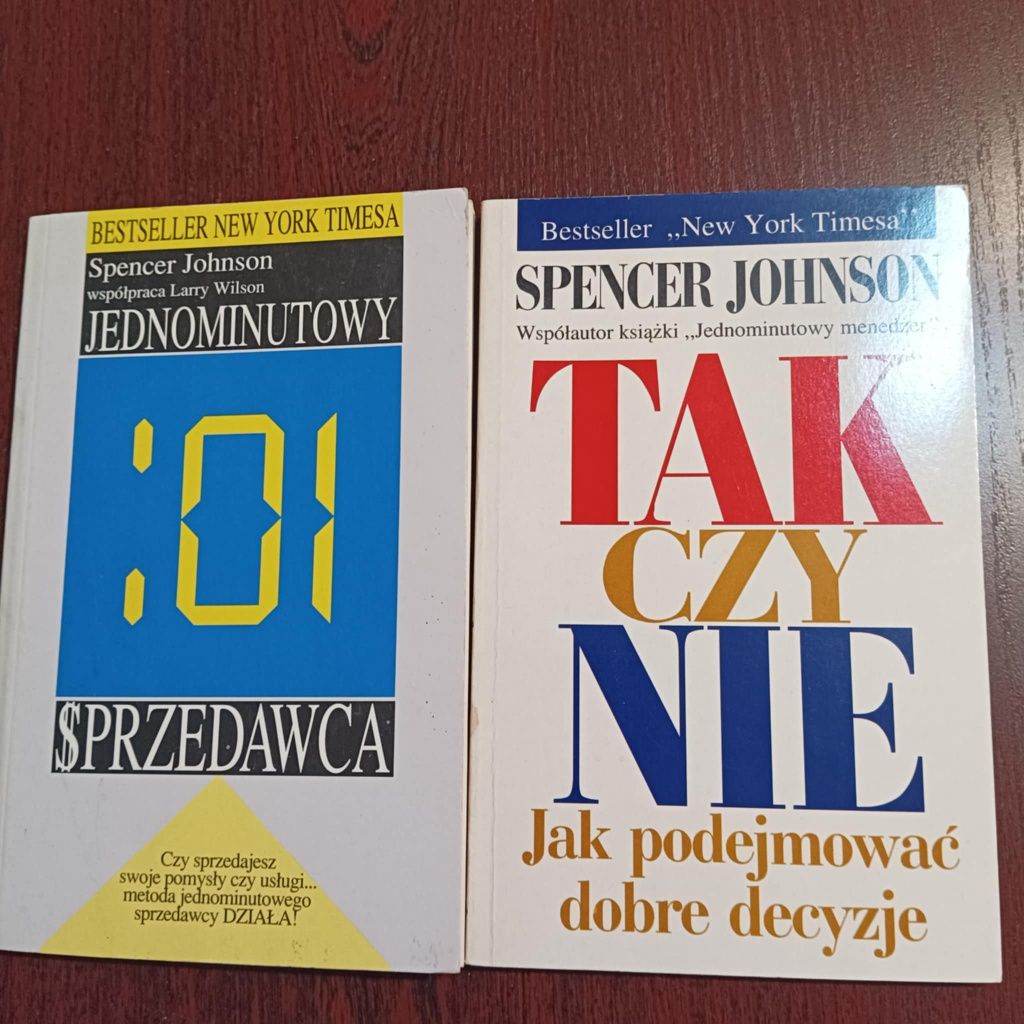 BESTSELLER NEW YORK TIMESA
Spencer Johnson
współpraca Larry Wilson
JEDNOMINUTOWY
:01
$PRZEDAWCA
Czy sprzedajesz
swoje pomysły czy usługi...
metoda jednominutowego
sprzedawcy DZIAŁA!
Bestseller „New York Timesa"
SPENCER JOHNSON
Współautor książki „Jednominutowy menedżer"
TAK
CZY
NIE
Jak podejmować
dobre decyzje